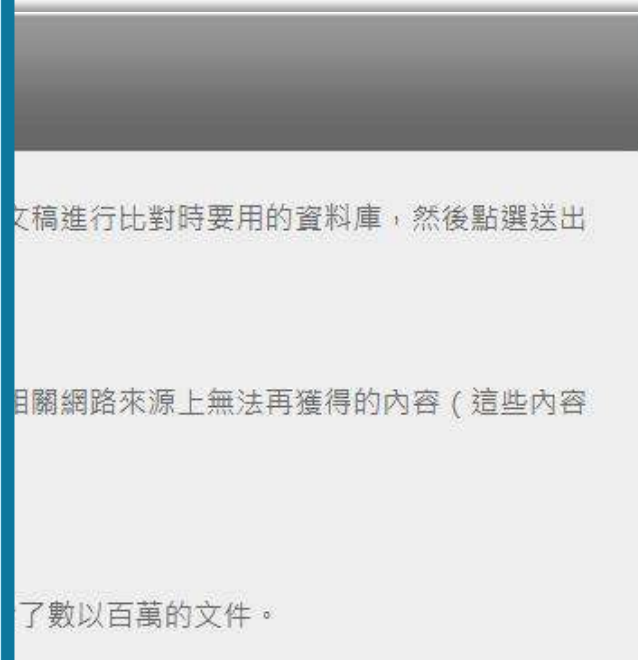 文稿進行比對時要用的資料庫，然後點選送出
相關網路來源上無法再獲得的內容（這些內容
了數以百萬的文件。